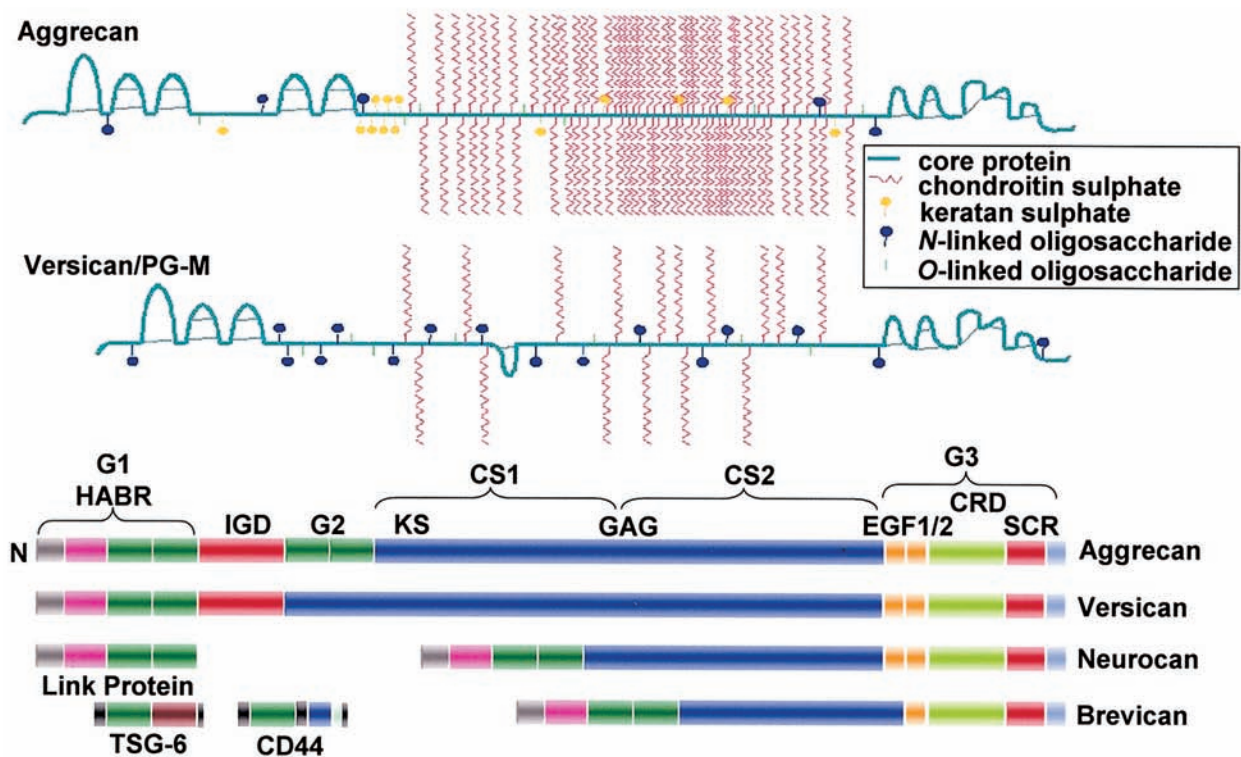 Aggrecan
core protein
chondroitin sulphate
keratan sulphate
N-linked oligosaccharide
O-linked oligosaccharide
Versican/PG-M
G1
HABR
IGD
G2
KS
CS1
GAG
CS2
EGF1/2
G3
CRD
SCR
N
Aggrecan
Versican
Neurocan
Link Protein
Brevican
TSG-6
CD44